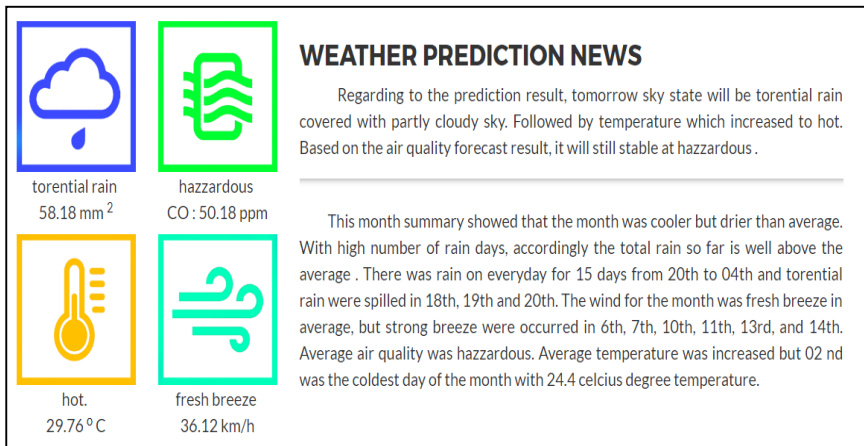 torential rain
58.18 mm 2
hazzardous
CO : 50.18 ppm
hot.
29.76 o C
fresh breeze
36.12 km/h
WEATHER PREDICTION NEWS
Regarding to the prediction result, tomorrow sky state will be torential rain
covered with partly cloudy sky. Followed by temperature which increased to hot.
Based on the air quality forecast result, it will still stable at hazzardous .
This month summary showed that the month was cooler but drier than average.
With high number of rain days, accordingly the total rain so far is well above the
average . There was rain on everyday for 15 days from 20th to 04th and torential
rain were spilled in 18th, 19th and 20th. The wind for the month was fresh breeze in
average, but strong breeze were occurred in 6th, 7th, 10th, 11th, 13rd, and 14th.
Average air quality was hazzardous. Average temperature was increased but 02 nd
was the coldest day of the month with 24.4 celcius degree temperature.